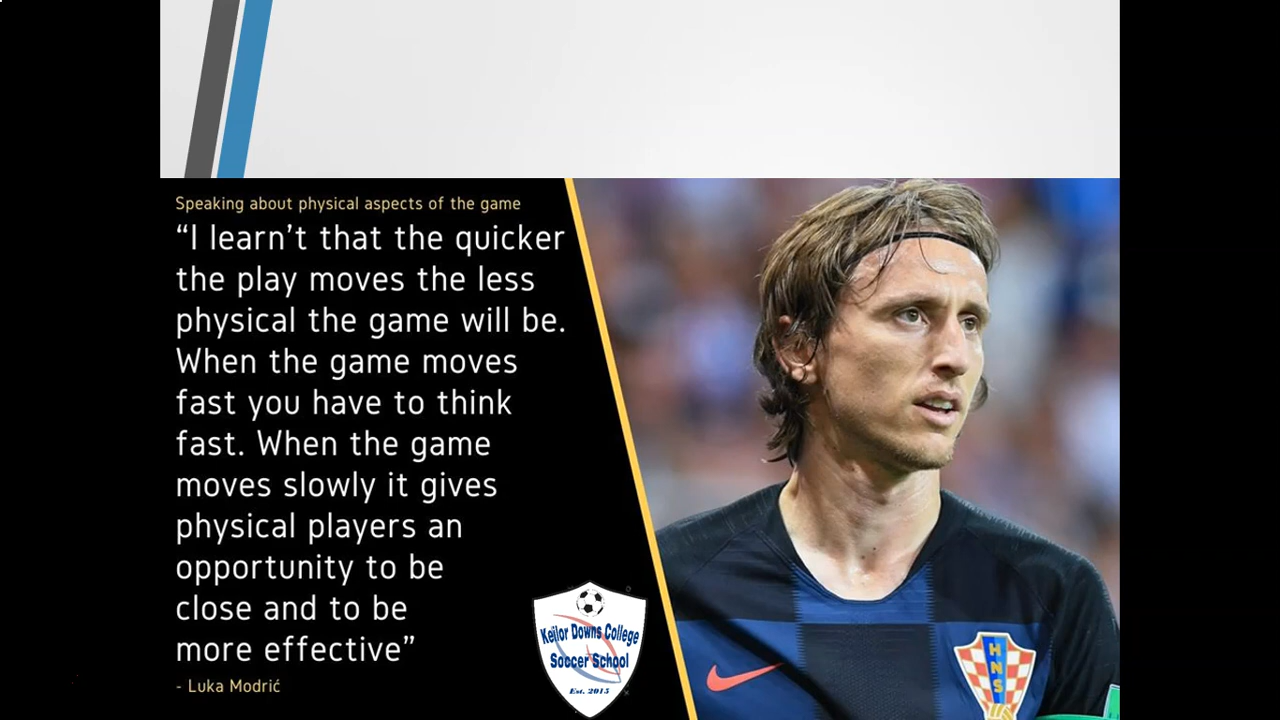 Speaking about physical aspects of the game
“I learn’t that the quicker
the play moves the less
physical the game will be.
When the game moves
fast you have to think
fast. When the game
moves slowly it gives
physical players an
opportunity to be
close and to be
more effective”
- Luka Modrić
Keilor Downs College
Soccer School
Est. 2015
HNS